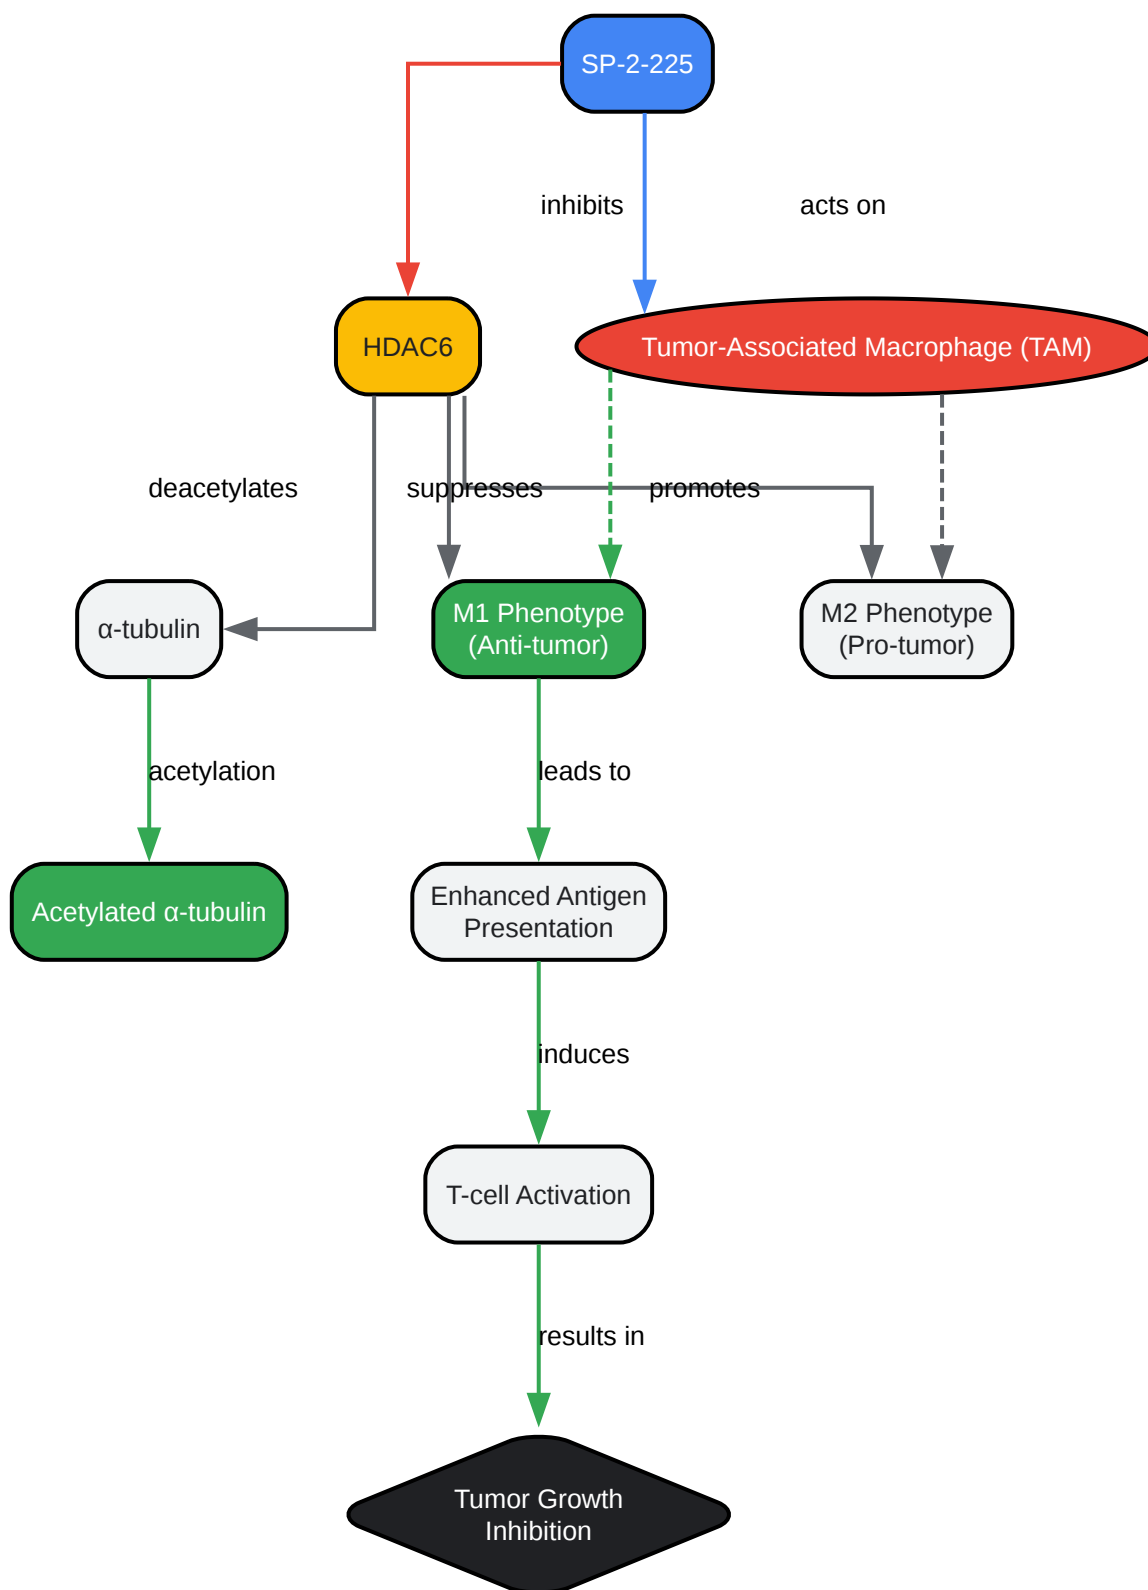 SP-2-225
inhibits
acts on
HDAC6
Tumor-Associated Macrophage (TAM)
deacetylates
suppresses
promotes
α-tubulin
M1 Phenotype
(Anti-tumor)
M2 Phenotype
(Pro-tumor)
acetylation
leads to
Acetylated α-tubulin
Enhanced Antigen
Presentation
induces
T-cell Activation
results in
Tumor Growth
Inhibition